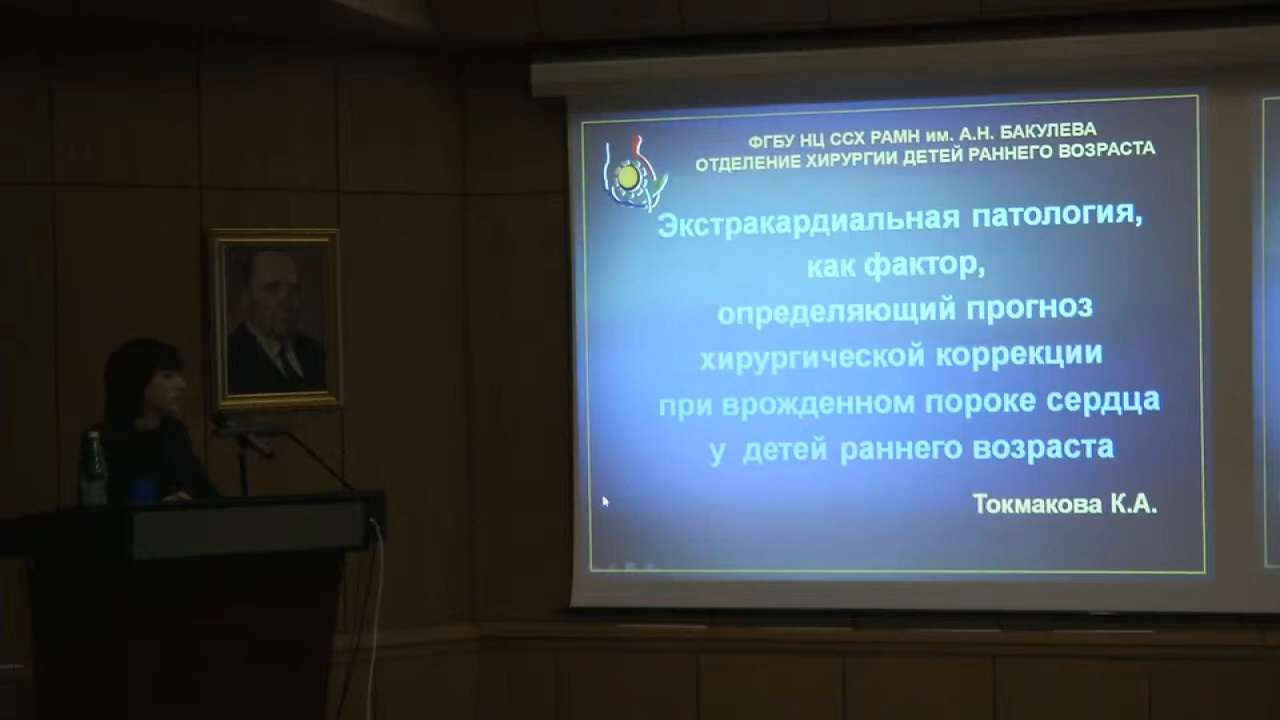 ФГБУ НЦ ССХ РАМН им. А.Н. БАКУЛЕВА
ОТДЕЛЕНИЕ ХИРУРГИИ ДЕТЕЙ РАННЕГО ВОЗРАСТА
Экстракардиальная патология,
как фактор,
определяющий прогноз
хирургической коррекции
при врожденном пороке сердца
у детей раннего возраста
Токмакова К.А.